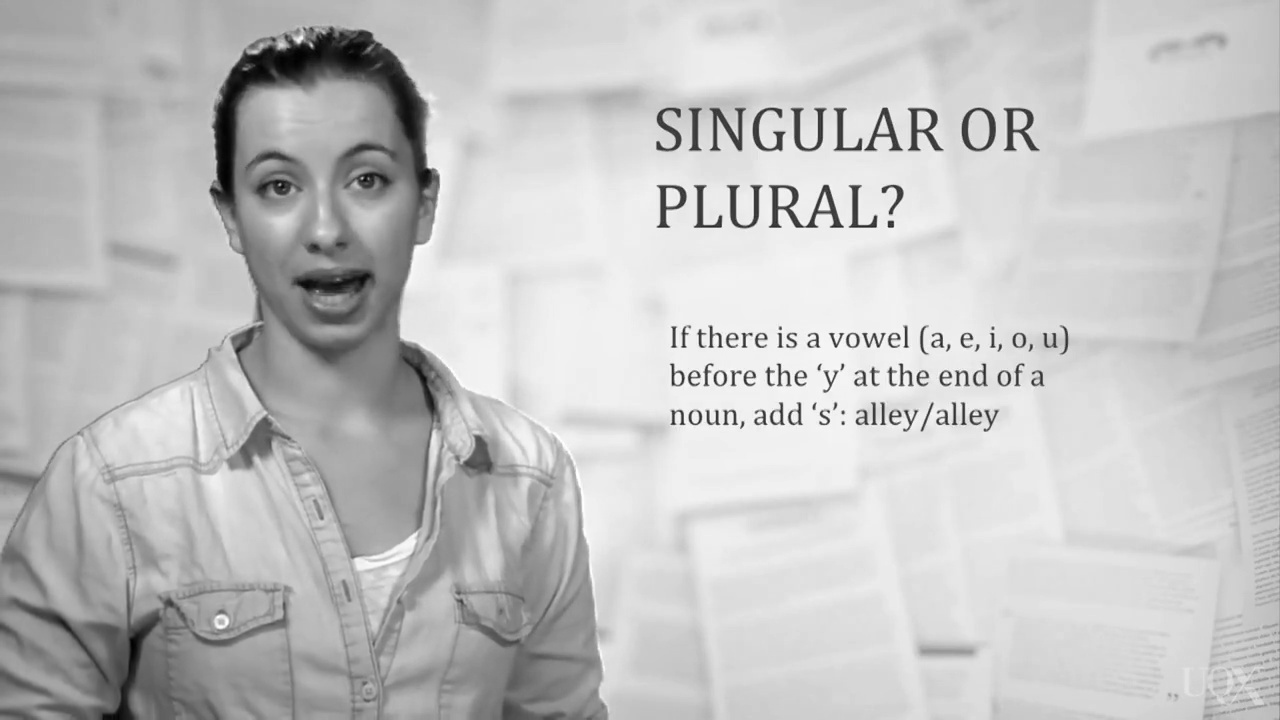 SINGULAR OR
PLURAL?
If there is a vowel (a, e, i, o, u)
before the ‘y’ at the end of a
noun, add ‘s’: alley/alley
UQX